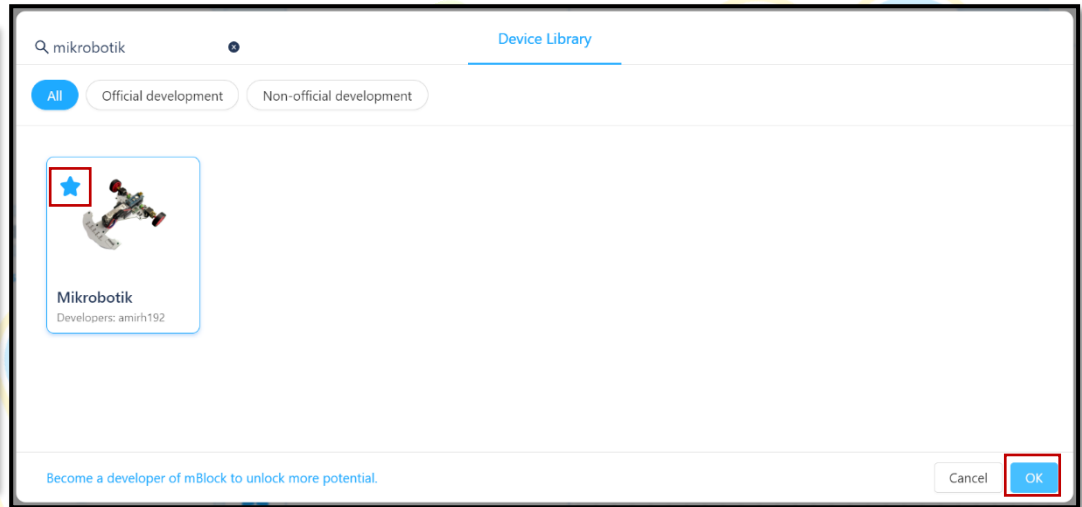 mikrobotik
Device Library
All
Official development
Non-official development
Mikrobotik
Developers: amirh192
Become a developer of mBlock to unlock more potential.
Cancel
OK